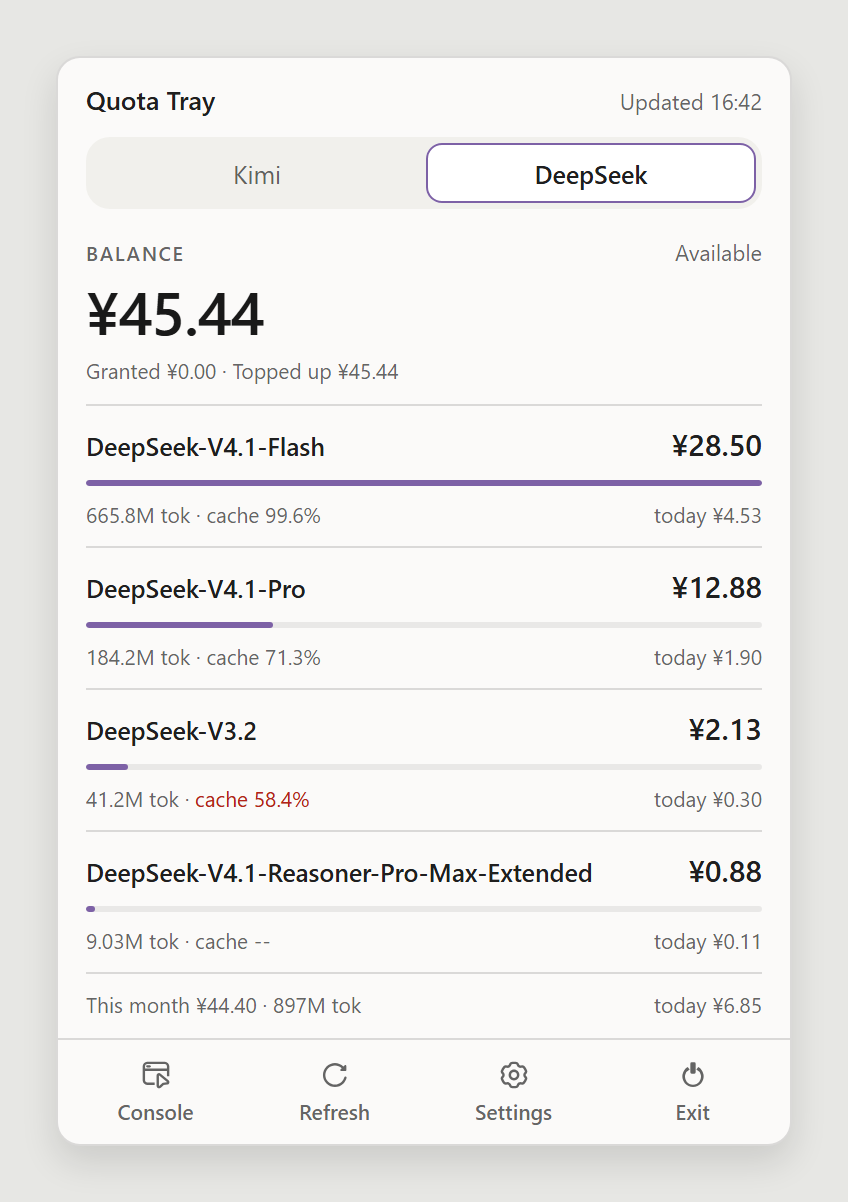 Quota Tray Updated 16:42
Kimi DeepSeek
BALANCE Available
¥45.44
Granted ¥0.00 · Topped up ¥45.44
DeepSeek-V4.1-Flash ¥28.50
665.8M tok · cache 99.6% today ¥4.53
DeepSeek-V4.1-Pro ¥12.88
184.2M tok · cache 71.3% today ¥1.90
DeepSeek-V3.2 ¥2.13
41.2M tok · cache 58.4% today ¥0.30
DeepSeek-V4.1-Reasoner-Pro-Max-Extended ¥0.88
9.03M tok · cache -- today ¥0.11
This month ¥44.40 · 897M tok today ¥6.85
Console Refresh Settings Exit